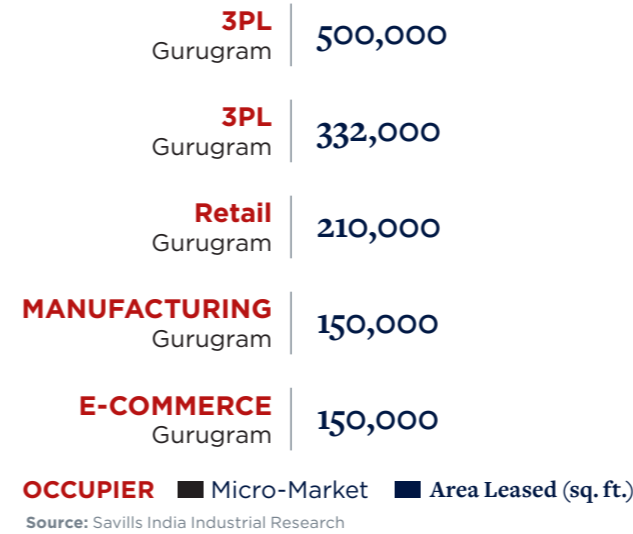 3PL
Gurugram
500,000
3PL
Gurugram
332,000
Retail
Gurugram
210,000
MANUFACTURING
Gurugram
150,000
E-COMMERCE
Gurugram
150,000
OCCUPIER Micro-Market Area Leased (sq. ft.)
Source: Savills India Industrial Research